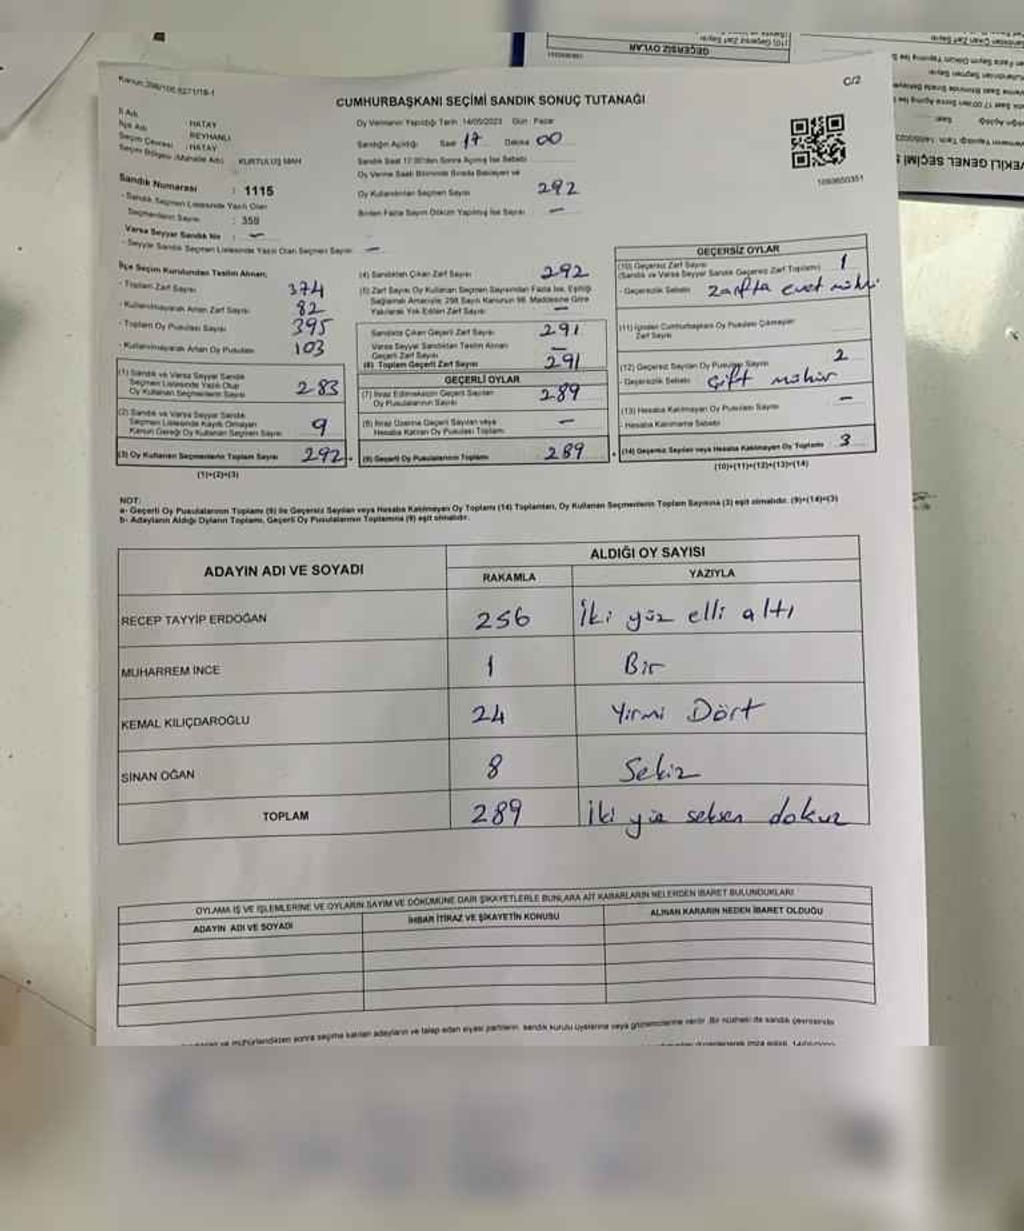 Kanun:298/106,6271/19-1
C/2
CUMHURBAŞKANI SEÇİMİ SANDIK SONUÇ TUTANAĞI
İl Adı : HATAY
İlçe Adı : REYHANLI
Seçim Çevresi : HATAY
Seçim Bölgesi (Mahalle Adı) : KURTULUŞ MAH
Sandık Numarası : 1115
- Sandık Seçmen Listesinde Yazılı Olan
Seçmenlerin Sayısı : 358
Varsa Seyyar Sandık No : -
- Seyyar Sandık Seçmen Listesinde Yazılı Olan Seçmen Sayısı : -
Oy Vermenin Yapıldığı Tarih: 14/05/2023 Gün : Pazar
Sandığın Açıldığı Saat 17 Dakika 00
Sandık Saat 17:00'den Sonra Açılmış İse Sebebi
Oy Verme Saati Bitiminde Sırada Bekleyen ve
Oy Kullandırılan Seçmen Sayısı 292
Birden Fazla Sayım Döküm Yapılmış İse Sayısı -
1093650351
İlçe Seçim Kurulundan Teslim Alınan;
- Toplam Zarf Sayısı 374
- Kullanılmayarak Artan Zarf Sayısı 82
- Toplam Oy Pusulası Sayısı 395
- Kullanılmayarak Artan Oy Pusulası 103
(1) Sandık ve Varsa Seyyar Sandık
Seçmen Listesinde Yazılı Olup
Oy Kullanan Seçmen Sayısı 283
(2) Sandık ve Varsa Seyyar Sandık
Seçmen Listesinde Kayıtlı Olmayan
Kanun Gereği Oy Kullanan Seçmen Sayısı 9
(3) Oy Kullanan Seçmenlerin Toplam Sayısı 292
(1)+(2)=(3)
(4) Sandıktan Çıkan Zarf Sayısı 292
(5) Zarf Sayısı Oy Kullanan Seçmen Sayısından Fazla İse, Eşitliği
Sağlamak Amacıyla; 298 Sayılı Kanunun 98. Maddesine Göre
Yakılarak Yok Edilen Zarf Sayısı -
Sandıkta Çıkan Geçerli Zarf Sayısı 291
Varsa Seyyar Sandıktan Teslim Alınan
Geçerli Zarf Sayısı -
(6) Toplam Geçerli Zarf Sayısı 291
GEÇERLİ OYLAR
(7) İtiraz Edilmeksizin Geçerli Sayılan
Oy Pusulalarının Sayısı 289
(8) İtiraz Üzerine Geçerli Sayılan veya
Hesaba Katılan Oy Pusulası Toplamı -
(9) Geçerli Oy Pusulalarının Toplamı 289
GEÇERSİZ OYLAR
(10) Geçersiz Zarf Sayısı
(Sandık ve Varsa Seyyar Sandık Geçersiz Zarf Toplamı) 1
- Geçersizlik Sebebi Zarfta evet mührü
(11) İçinden Cumhurbaşkanı Oy Pusulası Çıkmayan
Zarf Sayısı
(12) Geçersiz Sayılan Oy Pusulası Sayısı 2
- Geçersizlik Sebebi Çift mühür
(13) Hesaba Katılmayan Oy Pusulası Sayısı -
- Hesaba Katılmama Sebebi
(14) Geçersiz Sayılan veya Hesaba Katılmayan Oy Toplamı 3
(10)+(11)+(12)+(13)=(14)
NOT:
a- Geçerli Oy Pusulalarının Toplamı (9) ile Geçersiz Sayılan veya Hesaba Katılmayan Oy Toplamı (14) Toplamları, Oy Kullanan Seçmenlerin Toplam Sayısına (3) eşit olmalıdır. (9)+(14)=(3)
b- Adayların Aldığı Oyların Toplamı, Geçerli Oy Pusulalarının Toplamına (9) eşit olmalıdır.
ADAYIN ADI VE SOYADI
ALDIĞI OY SAYISI
RAKAMLA YAZIYLA
RECEP TAYYİP ERDOĞAN 256 İki yüz elli altı
MUHARREM İNCE 1 Bir
KEMAL KILIÇDAROĞLU 24 Yirmi Dört
SİNAN OĞAN 8 Sekiz
TOPLAM 289 İki yüz seksen dokuz
OYLAMA İŞ VE İŞLEMLERİNE VE OYLARIN SAYIM VE DÖKÜMÜNE DAİR ŞİKAYETLERLE BUNLARA AİT KARARLARIN NELERDEN İBARET BULUNDUKLARI
ADAYIN ADI VE SOYADI
İHBAR İTİRAZ VE ŞİKAYETİN KONUSU
ALINAN KARARIN NEDEN İBARET OLDUĞU
ve mühürlendikten sonra seçime katılan adayların ve talep eden siyasi partilerin, sandık kurulu üyelerine veya gözlemcilerine verilir. Bir nüshası da sandık çevresinde
GEÇERSİZ OYLAR